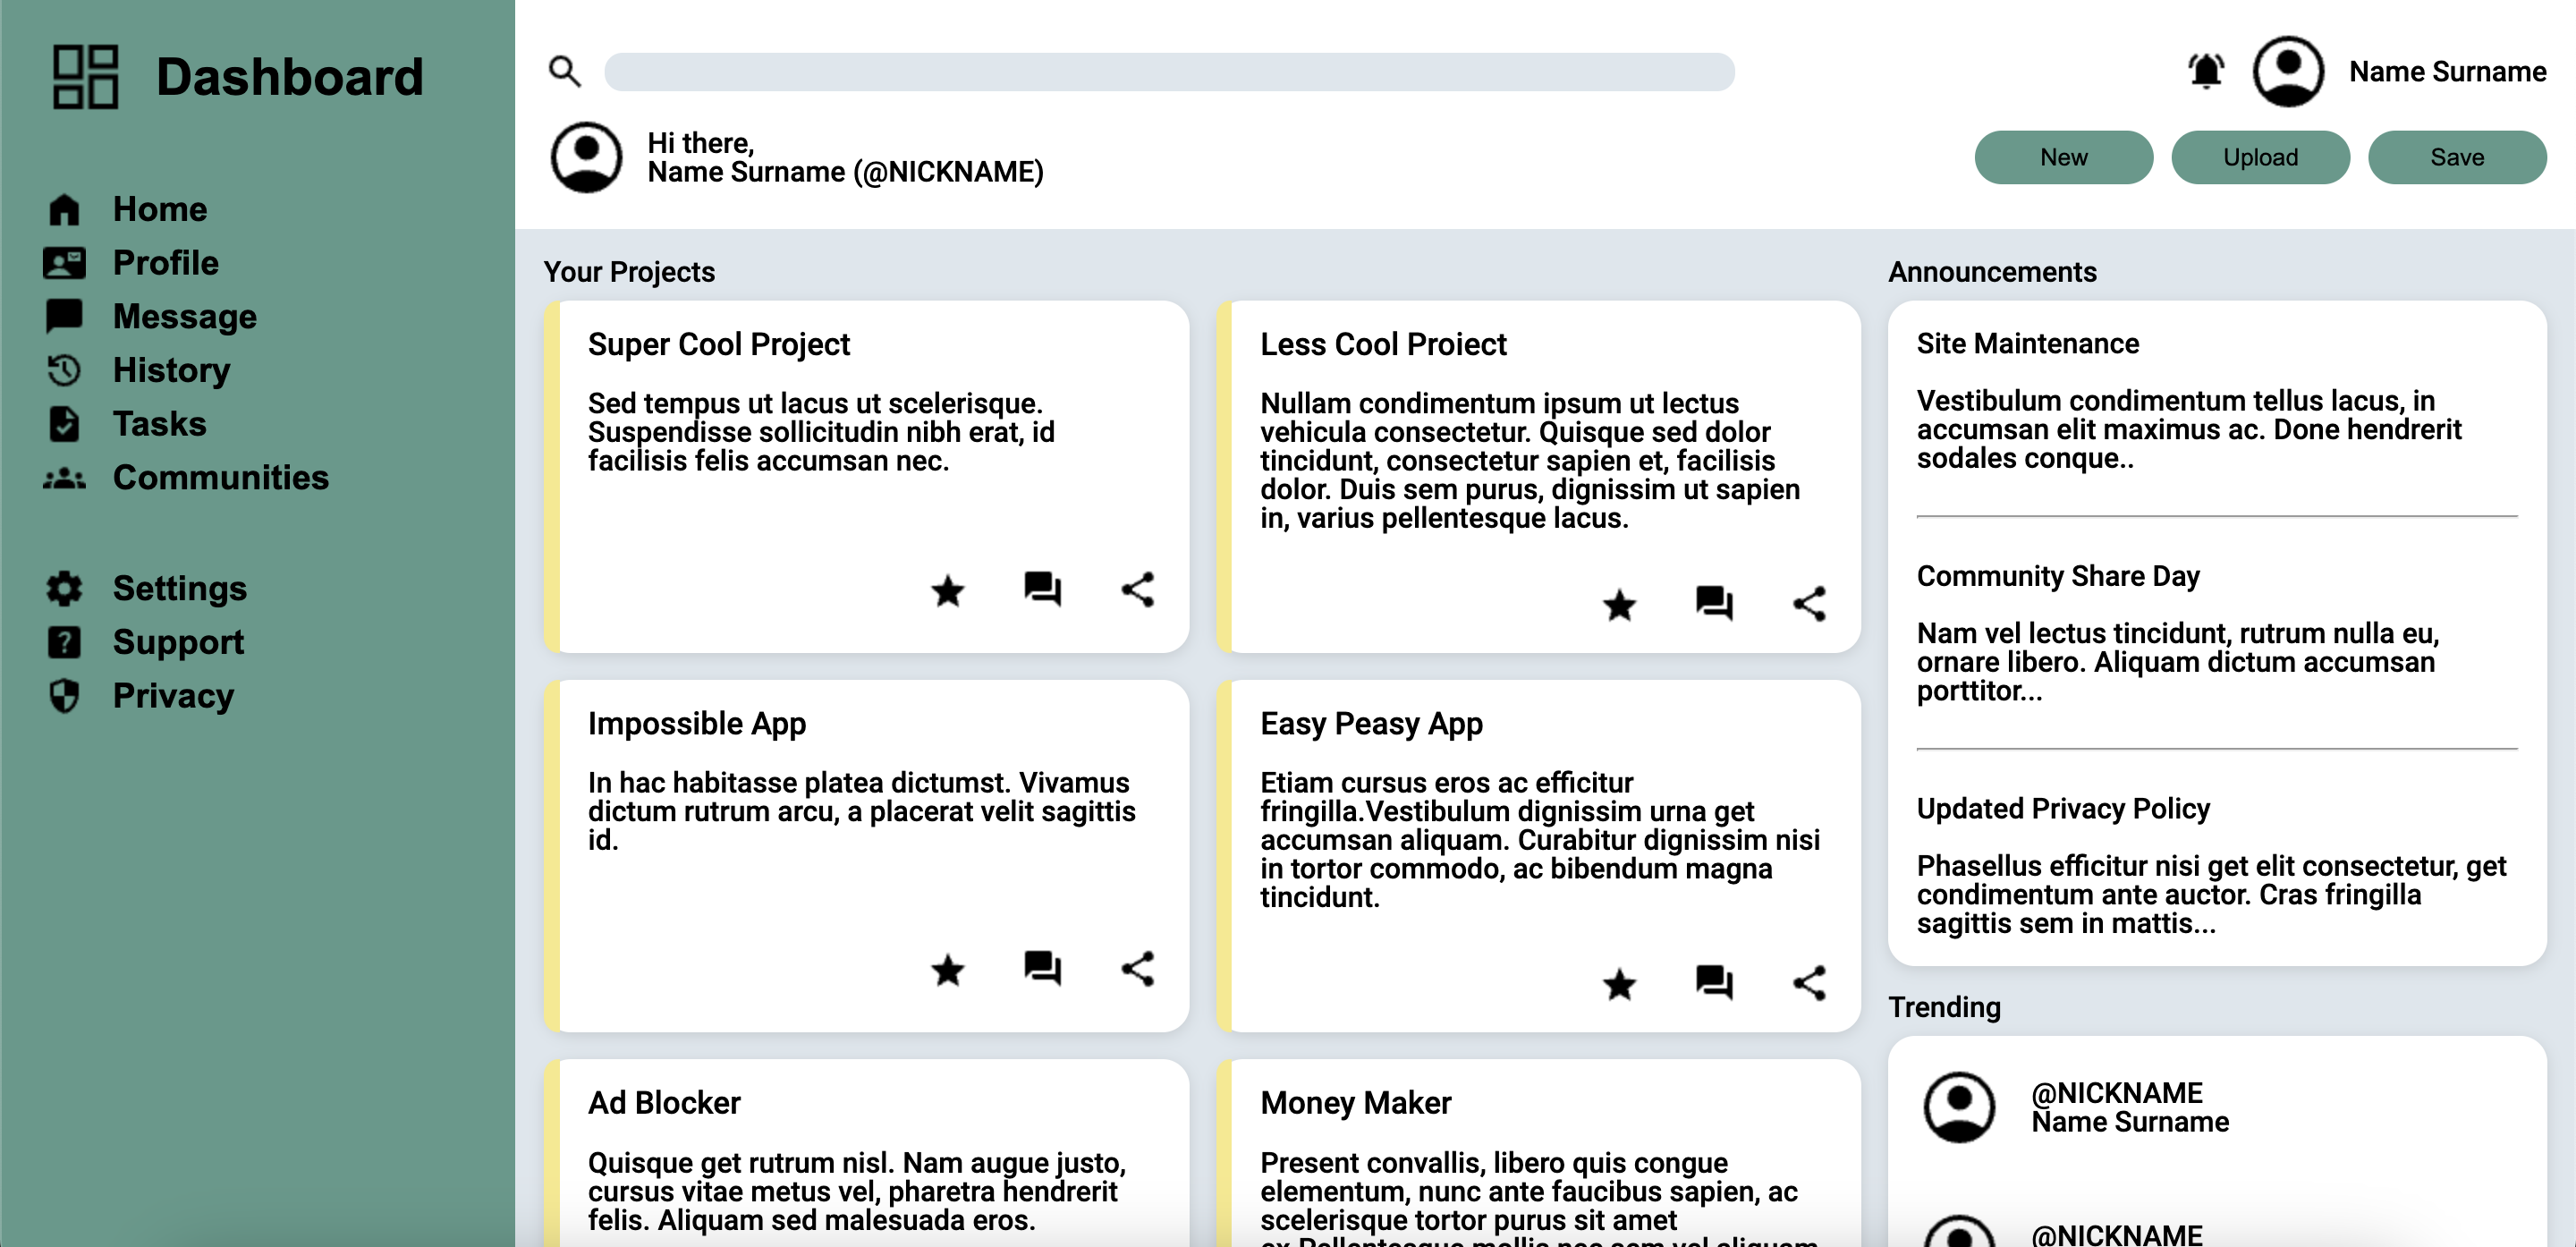 Dashboard
Home
Profile
Message
History
Tasks
Communities
Settings
Support
Privacy
Name Surname
Hi there,
Name Surname (@NICKNAME)
New
Upload
Save
Your Projects
Super Cool Project
Sed tempus ut lacus ut scelerisque.
Suspendisse sollicitudin nibh erat, id
facilisis felis accumsan nec.
Less Cool Proiect
Nullam condimentum ipsum ut lectus
vehicula consectetur. Quisque sed dolor
tincidunt, consectetur sapien et, facilisis
dolor. Duis sem purus, dignissim ut sapien
in, varius pellentesque lacus.
Impossible App
In hac habitasse platea dictumst. Vivamus
dictum rutrum arcu, a placerat velit sagittis
id.
Easy Peasy App
Etiam cursus eros ac efficitur
fringilla.Vestibulum dignissim urna get
accumsan aliquam. Curabitur dignissim nisi
in tortor commodo, ac bibendum magna
tincidunt.
Ad Blocker
Quisque get rutrum nisl. Nam augue justo,
cursus vitae metus vel, pharetra hendrerit
felis. Aliquam sed malesuada eros.
Money Maker
Present convallis, libero quis congue
elementum, nunc ante faucibus sapien, ac
scelerisque tortor purus sit amet
Announcements
Site Maintenance
Vestibulum condimentum tellus lacus, in
accumsan elit maximus ac. Done hendrerit
sodales conque..
Community Share Day
Nam vel lectus tincidunt, rutrum nulla eu,
ornare libero. Aliquam dictum accumsan
porttitor...
Updated Privacy Policy
Phasellus efficitur nisi get elit consectetur, get
condimentum ante auctor. Cras fringilla
sagittis sem in mattis...
Trending
@NICKNAME
Name Surname
@NICKNAME